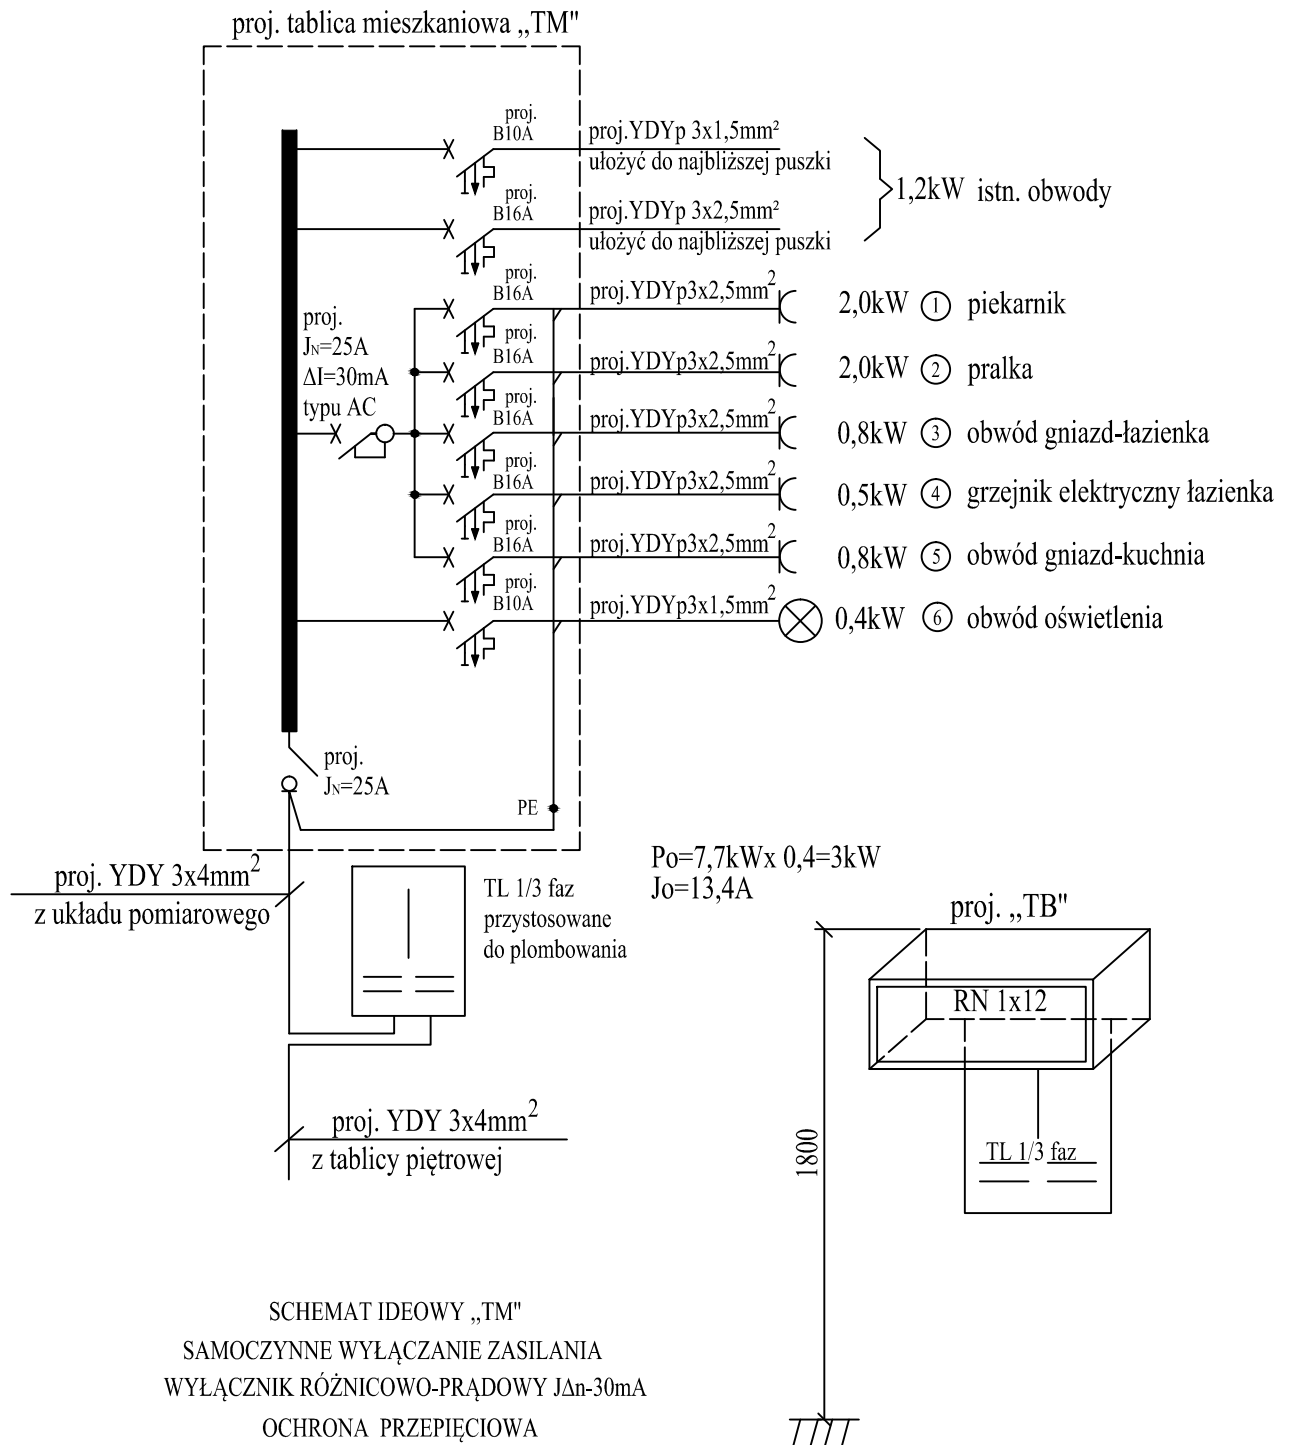 proj. tablica mieszkaniowa ,,TM"
proj.
B10A
proj.YDYp 3x1,5mm²
ułożyć do najbliższej puszki
proj.
B16A
proj.YDYp 3x2,5mm²
ułożyć do najbliższej puszki
1,2kW istn. obwody
proj.
B16A
proj.YDYp3x2,5mm²
2,0kW 1 piekarnik
proj.
JN=25A
ΔI=30mA
typu AC
proj.
B16A
proj.YDYp3x2,5mm²
2,0kW 2 pralka
proj.
B16A
proj.YDYp3x2,5mm²
0,8kW 3 obwód gniazd-łazienka
proj.
B16A
proj.YDYp3x2,5mm²
0,5kW 4 grzejnik elektryczny łazienka
proj.
B16A
proj.YDYp3x2,5mm²
0,8kW 5 obwód gniazd-kuchnia
proj.
B10A
proj.YDYp3x1,5mm²
0,4kW 6 obwód oświetlenia
proj.
JN=25A
PE
proj. YDY 3x4mm²
z układu pomiarowego
TL 1/3 faz
przystosowane
do plombowania
Po=7,7kWx 0,4=3kW
Jo=13,4A
proj. ,,TB"
RN 1x12
TL 1/3 faz
1800
proj. YDY 3x4mm²
z tablicy piętrowej
SCHEMAT IDEOWY ,,TM"
SAMOCZYNNE WYŁĄCZANIE ZASILANIA
WYŁĄCZNIK RÓŻNICOWO-PRĄDOWY JΔn-30mA
OCHRONA PRZEPIĘCIOWA